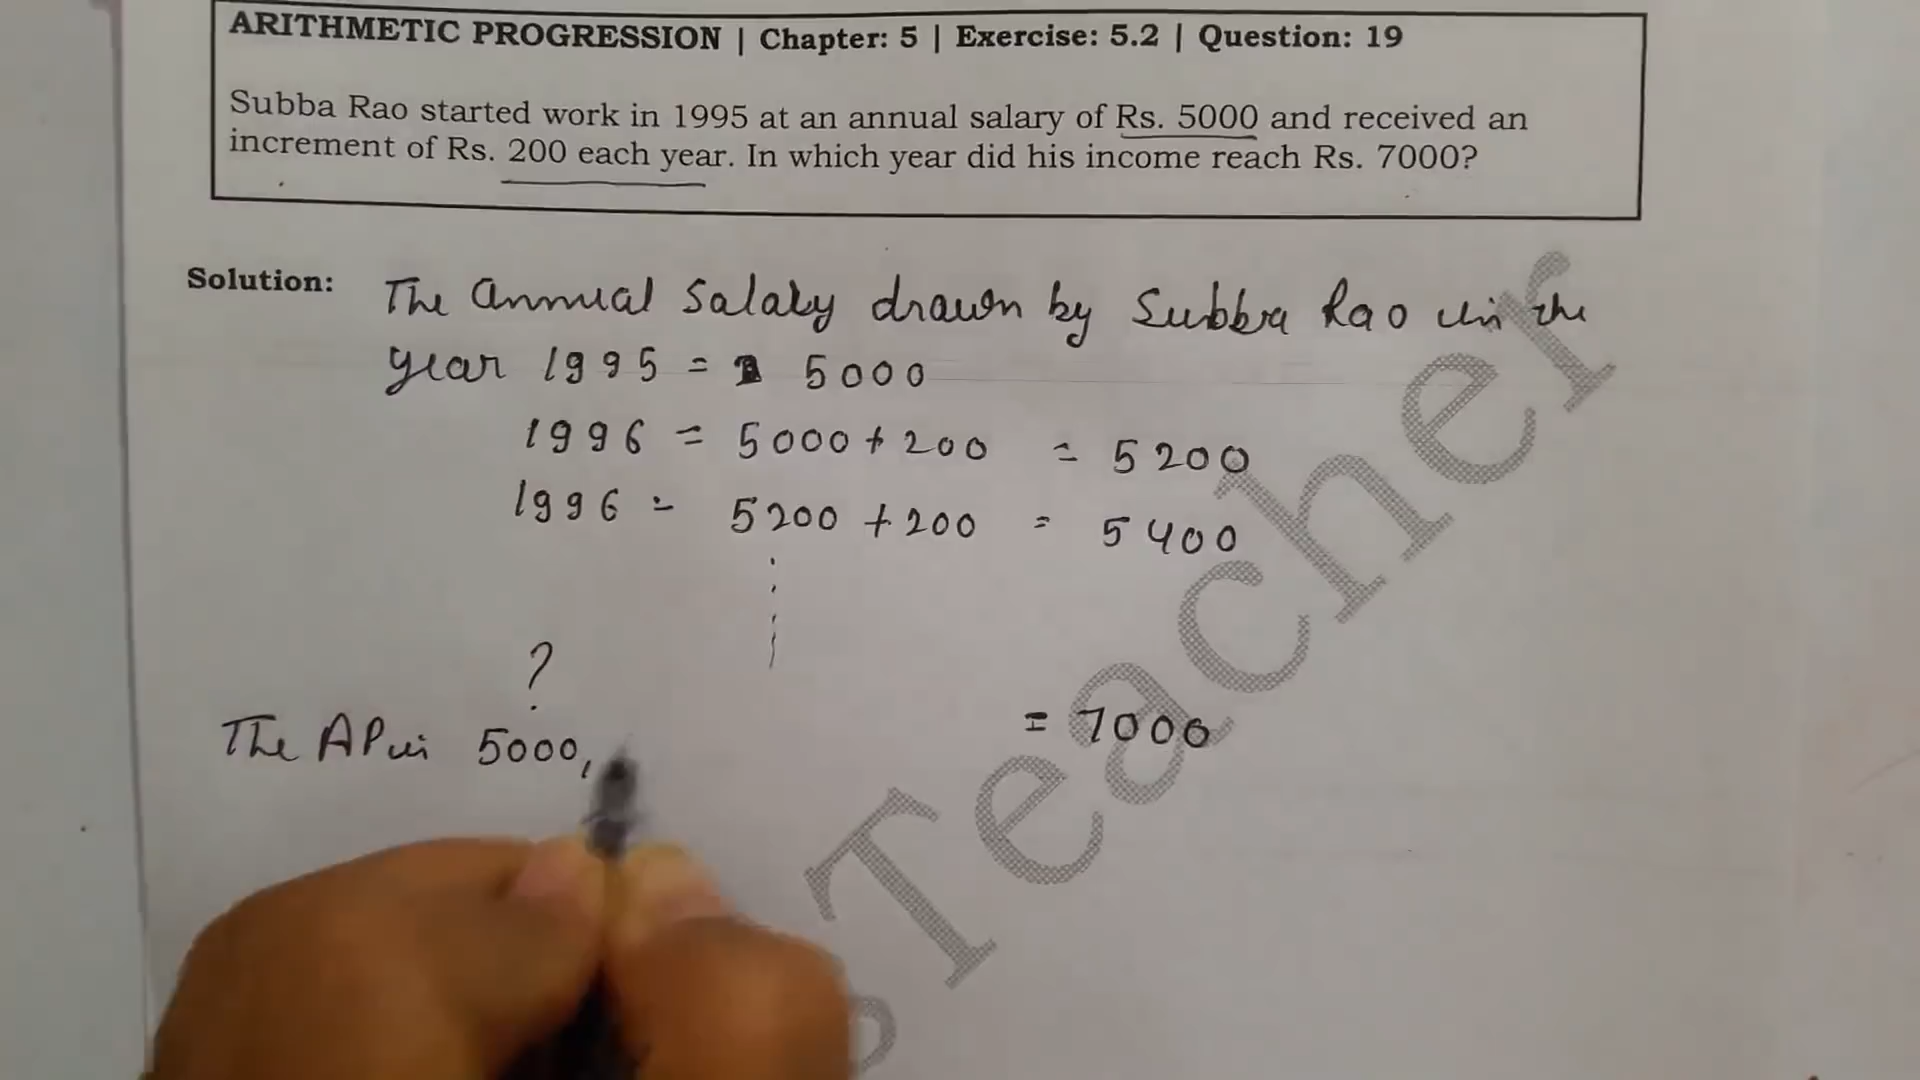 ARITHMETIC PROGRESSION | Chapter: 5 | Exercise: 5.2 | Question: 19
Subba Rao started work in 1995 at an annual salary of Rs. 5000 and received an
increment of Rs. 200 each year. In which year did his income reach Rs. 7000?
Solution: The annual Salary drawn by Subba Rao in the
year 1995 = 5000
1996 = 5000 + 200 = 5200
1996 = 5200 + 200 = 5400
?
= 7000
The AP is 5000,
Teacher